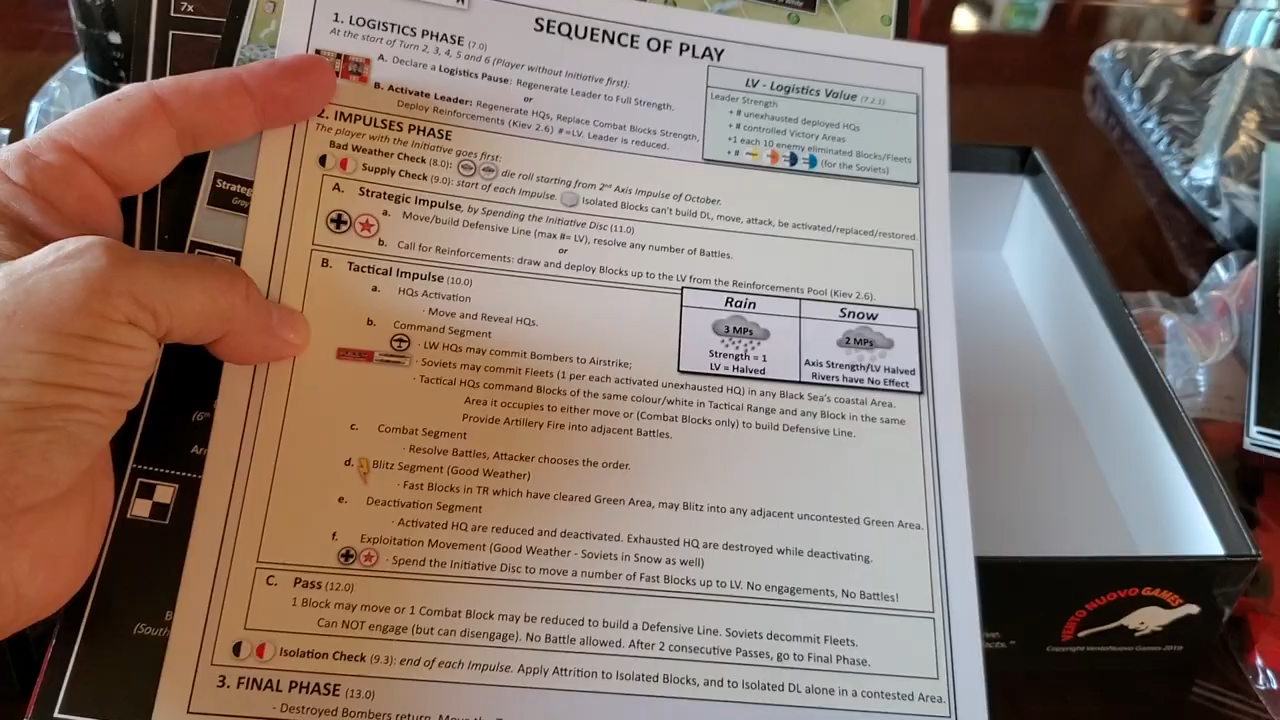 7x
SEQUENCE OF PLAY
1. LOGISTICS PHASE (7.0)
At the start of Turn 2, 3, 4, 5 and 6 (Player without Initiative first):
A. Declare a Logistics Pause: Regenerate Leader to Full Strength.
or
B. Activate Leader: Regenerate HQs, Replace Combat Blocks Strength,
Deploy Reinforcements (Kiev 2.6) #=LV. Leader is reduced.
LV - Logistics Value (7.2.1)
Leader Strength
+ # unexhausted deployed HQs
+ # controlled Victory Areas
+1 each 10 enemy eliminated Blocks/Fleets
+ # (for the Soviets)
2. IMPULSES PHASE
The player with the Initiative goes first:
Bad Weather Check (8.0): die roll starting from 2nd Axis Impulse of October.
Supply Check (9.0): start of each Impulse. Isolated Blocks can't build DL, move, attack, be activated/replaced/restored.
A. Strategic Impulse, by Spending the Initiative Disc (11.0)
a. Move/build Defensive Line (max #= LV), resolve any number of Battles.
or
b. Call for Reinforcements: draw and deploy Blocks up to the LV from the Reinforcements Pool (Kiev 2.6).
B. Tactical Impulse (10.0)
a. HQs Activation
· Move and Reveal HQs.
b. Command Segment
· LW HQs may commit Bombers to Airstrike;
· Soviets may commit Fleets (1 per each activated unexhausted HQ) in any Black Sea's coastal Area.
· Tactical HQs command Blocks of the same colour/white in Tactical Range and any Block in the same
Area it occupies to either move or (Combat Blocks only) to build Defensive Line.
Provide Artillery Fire into adjacent Battles.
Rain
3 MPs
Strength = 1
LV = Halved
Snow
2 MPs
Axis Strength/LV Halved
Rivers have No Effect
c. Combat Segment
· Resolve Battles, Attacker chooses the order.
d. Blitz Segment (Good Weather)
· Fast Blocks in TR which have cleared Green Area, may Blitz into any adjacent uncontested Green Area.
e. Deactivation Segment
· Activated HQ are reduced and deactivated. Exhausted HQ are destroyed while deactivating.
f. Exploitation Movement (Good Weather - Soviets in Snow as well)
· Spend the Initiative Disc to move a number of Fast Blocks up to LV. No engagements, No Battles!
C. Pass (12.0)
1 Block may move or 1 Combat Block may be reduced to build a Defensive Line. Soviets decommit Fleets.
Can NOT engage (but can disengage). No Battle allowed. After 2 consecutive Passes, go to Final Phase.
Isolation Check (9.3): end of each Impulse. Apply Attrition to Isolated Blocks, and to Isolated DL alone in a contested Area.
3. FINAL PHASE (13.0)
- Destroyed Bombers return.
Strateg
(6th
(South
VENTO NUOVO GAMES
Copyright VentoNuovo Games